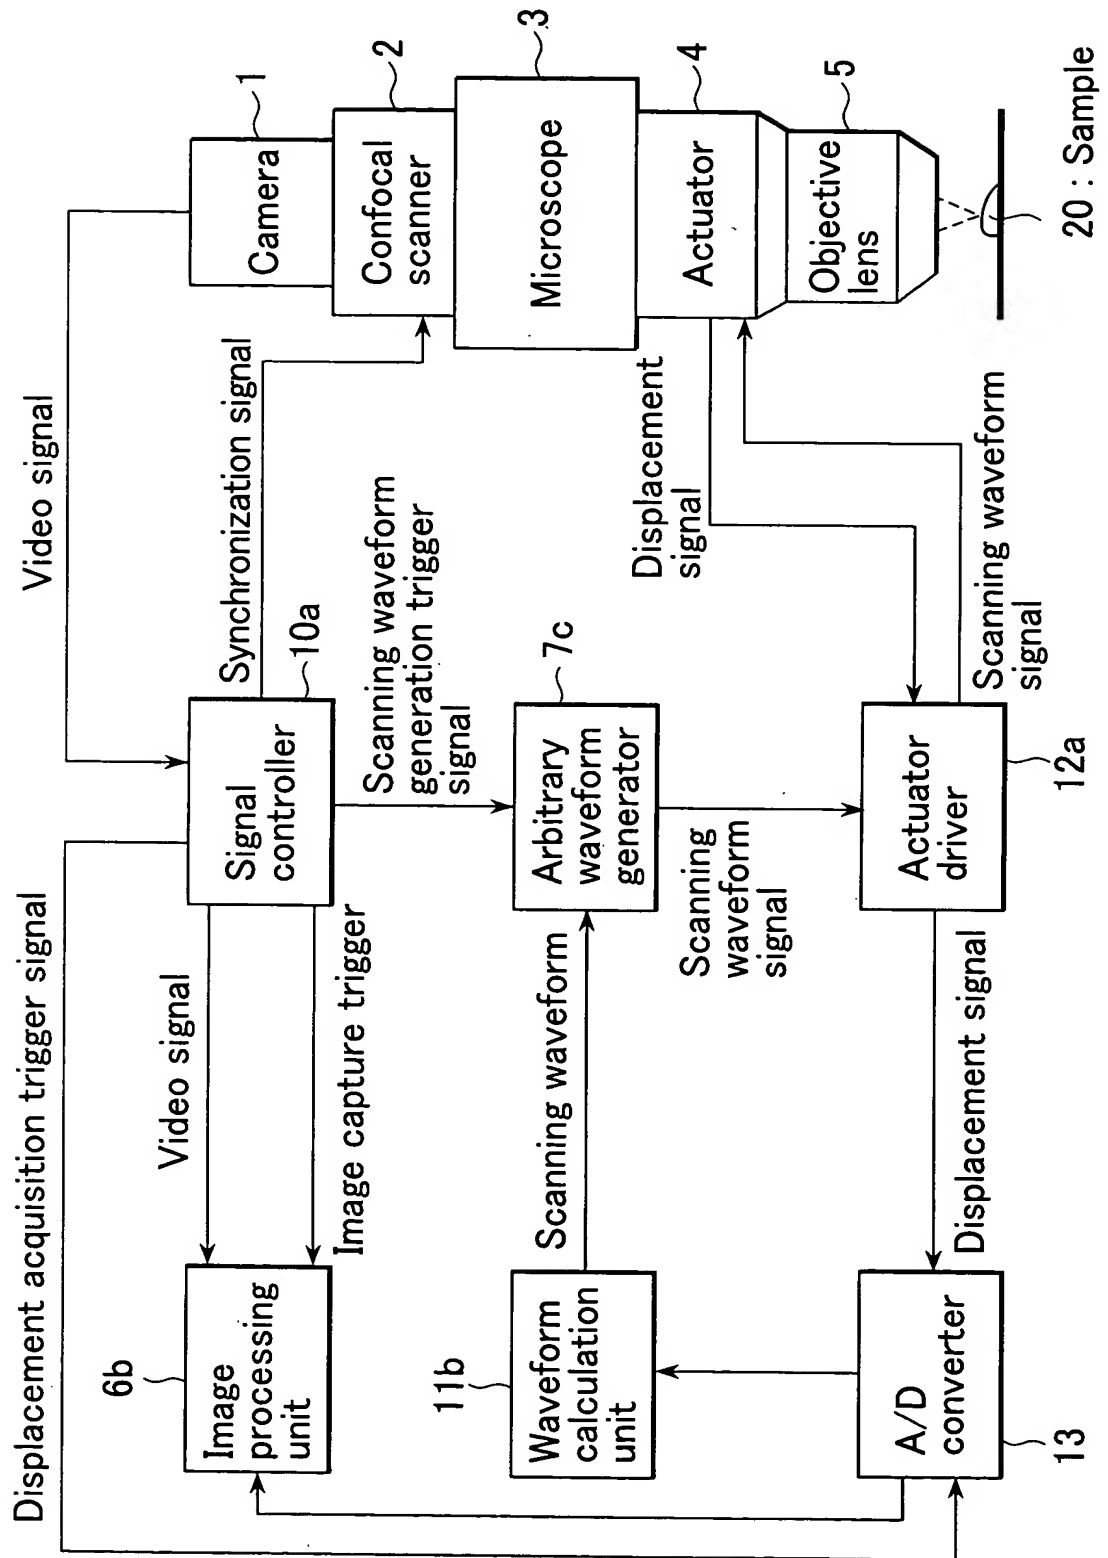 Displacement acquisition trigger signal
Video signal
Video signal
Image capture trigger
Synchronization signal
6b
Image
processing
unit
Signal
controller
10a
Camera
1
Confocal
scanner
2
Microscope
3
Actuator
4
Objective
lens
5
20 : Sample
Scanning waveform
generation trigger
signal
11b
Waveform
calculation
unit
Scanning waveform
Arbitrary
waveform
generator
7c
Scanning
waveform
signal
Displacement
signal
Scanning waveform
signal
A/D
converter
13
Displacement signal
Actuator
driver
12a